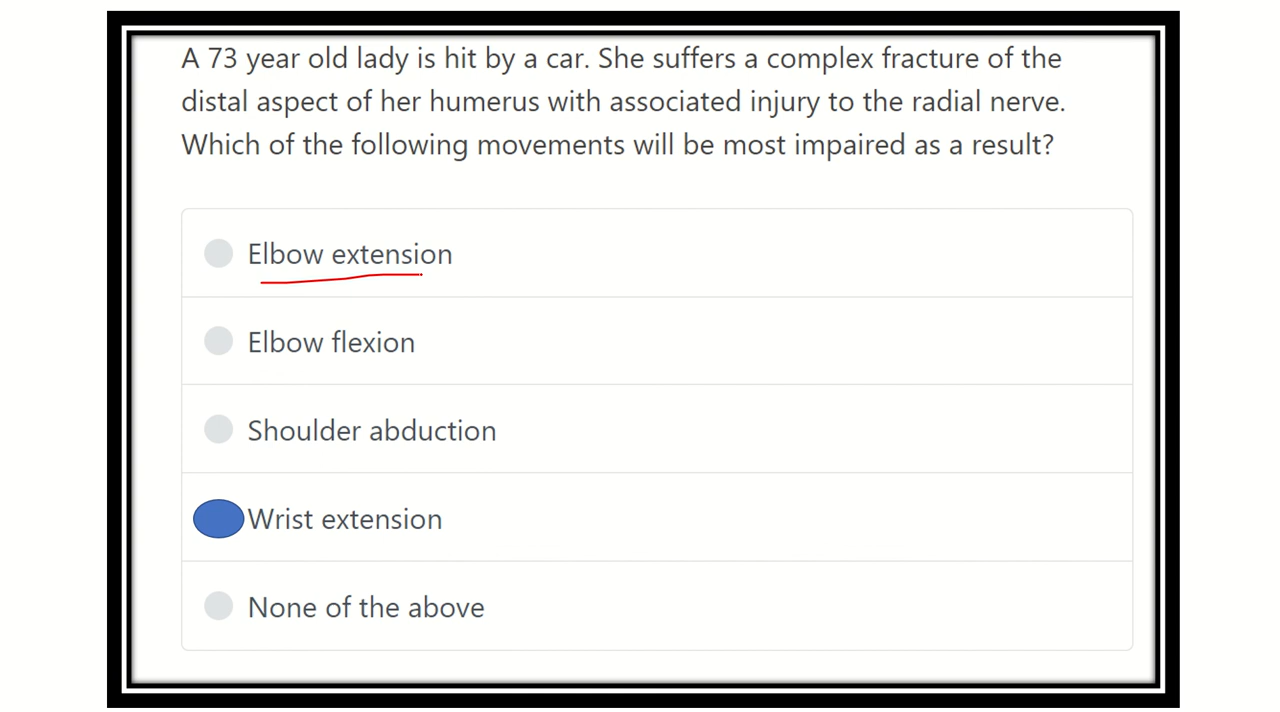 A 73 year old lady is hit by a car. She suffers a complex fracture of the
distal aspect of her humerus with associated injury to the radial nerve.
Which of the following movements will be most impaired as a result?
Elbow extension
Elbow flexion
Shoulder abduction
Wrist extension
None of the above